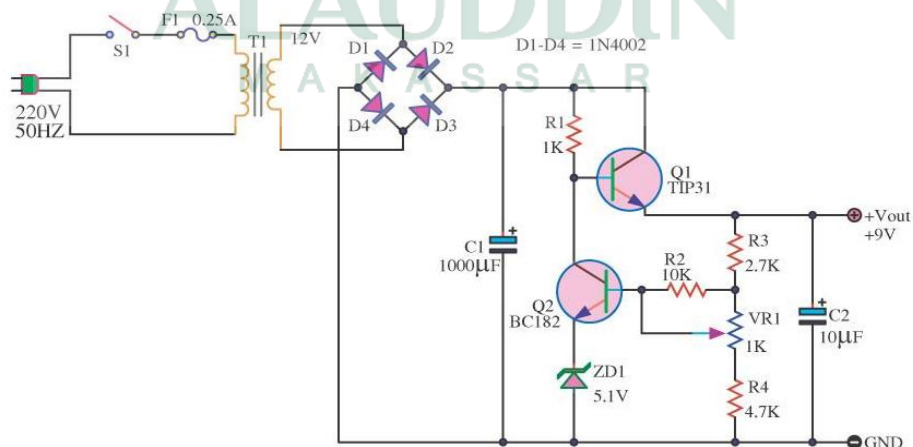 ALAUDDIN
MAKASSAR
F1 0.25A
S1
T1
12V
D1
D2
D1-D4 = 1N4002
D4
D3
220V
50HZ
R1
1K
Q1
TIP31
+Vout
+9V
C1
1000μF
+
R2
10K
R3
2.7K
Q2
BC182
VR1
1K
+
C2
10μF
ZD1
5.1V
R4
4.7K
GND